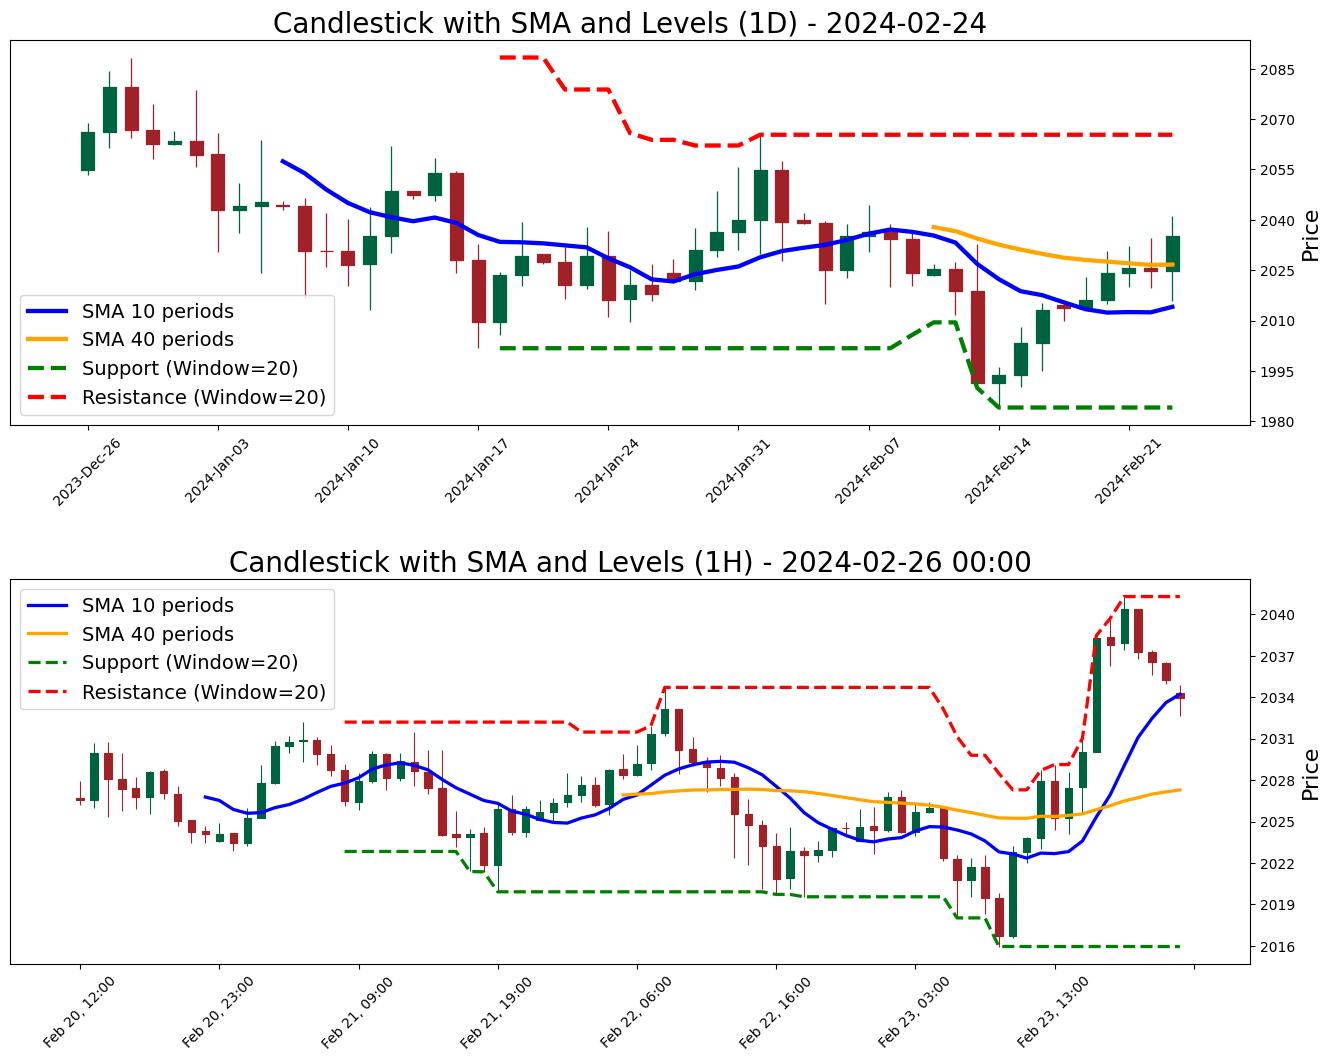 Candlestick with SMA and Levels (1D) - 2024-02-24
2085
2070
2055
2040
2025
2010
1995
1980
Price
SMA 10 periods
SMA 40 periods
Support (Window=20)
Resistance (Window=20)
2023-Dec-26
2024-Jan-03
2024-Jan-10
2024-Jan-17
2024-Jan-24
2024-Jan-31
2024-Feb-07
2024-Feb-14
2024-Feb-21
Candlestick with SMA and Levels (1H) - 2024-02-26 00:00
SMA 10 periods
SMA 40 periods
Support (Window=20)
Resistance (Window=20)
2040
2037
2034
2031
2028
2025
2022
2019
2016
Price
Feb 20, 12:00
Feb 20, 23:00
Feb 21, 09:00
Feb 21, 19:00
Feb 22, 06:00
Feb 22, 16:00
Feb 23, 03:00
Feb 23, 13:00